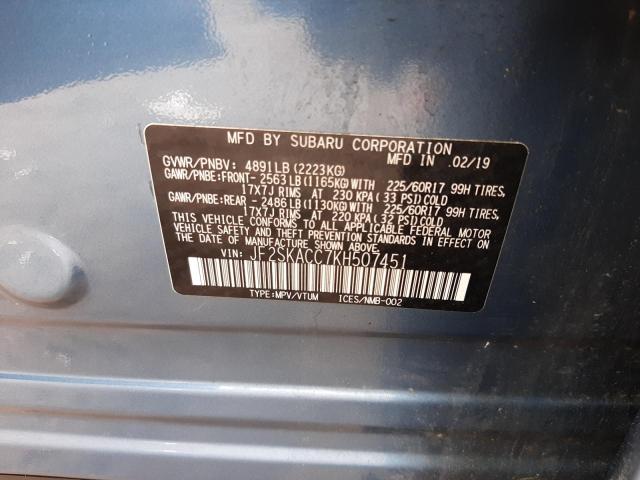 MFD BY SUBARU CORPORATION 02/19
GVWR/PNBV: 4891LB (2223KG)
GAWR/PNBE:FRONT- 2563LB (1165KG)WITH 225/60R17 99H TIRES,
17X7J RIMS AT 230 KPA (33 PSI)COLD
GAWR/PNBE:REAR - 2486LB (1130KG)WITH 225/60R17 99H TIRES,
17X7J RIMS AT 220 KPA (32 PSI)COLD
THIS VEHICLE CONFORMS TO ALL APPLICABLE FEDERAL MOTOR
VEHICLE SAFETY AND THEFT PREVENTION STANDARDS IN EFFECT
ON THE DATE OF MANUFACTURE SHOWN ABOVE.
VIN: JF2SKACC7KH507451
TYPE:MPV/VTUM ICES/NMB-002